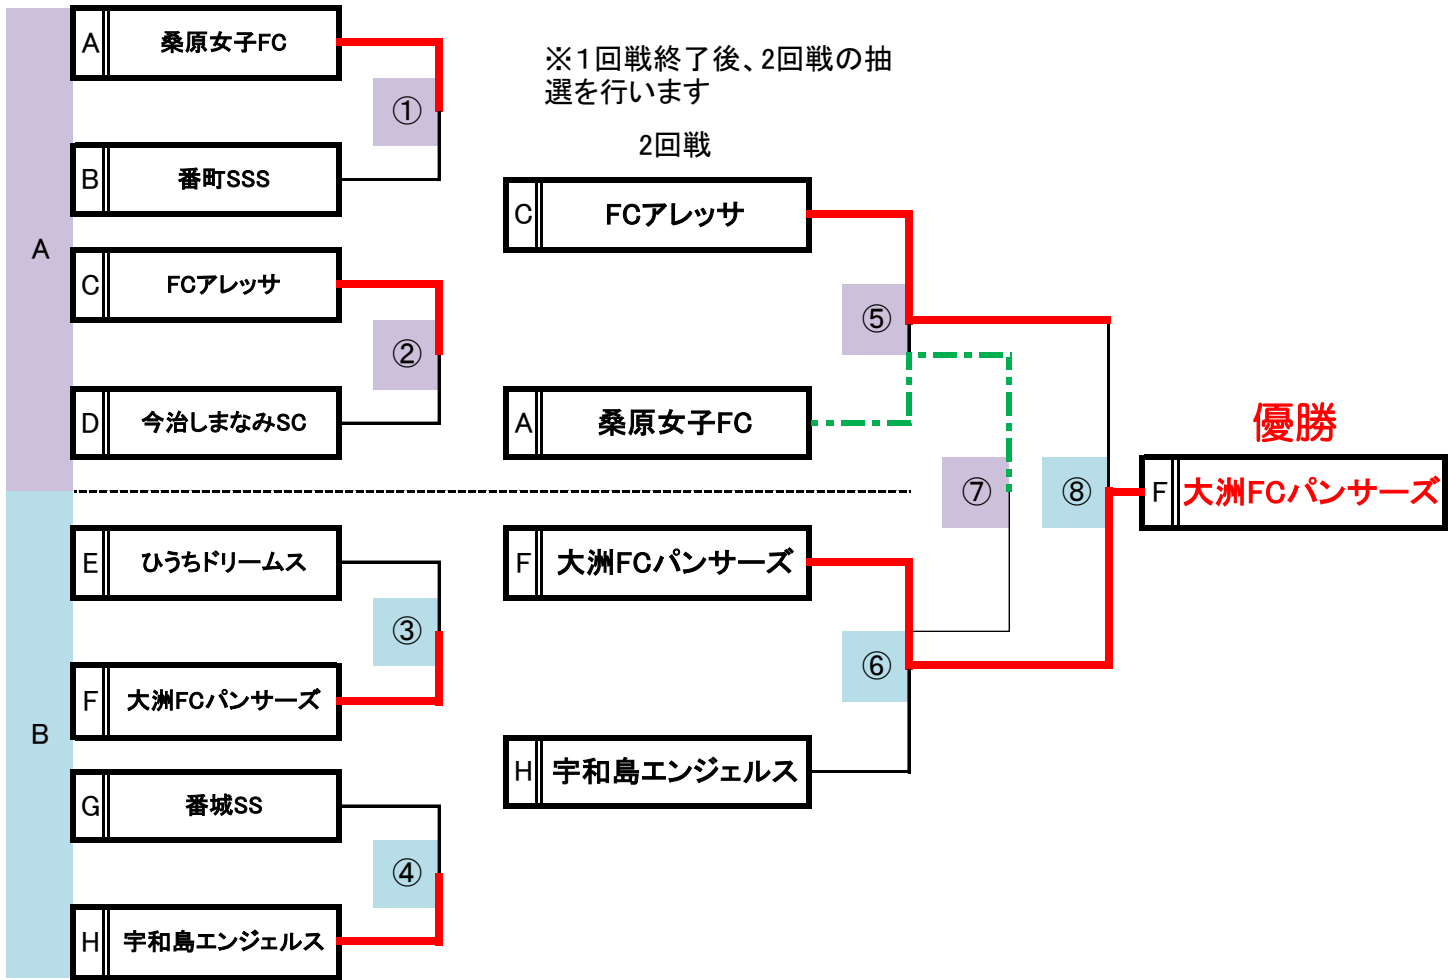 A
A 桑原女子FC
①
B 番町SSS
C FCアレッサ
②
D 今治しまなみSC
B
E ひうちドリームス
③
F 大洲FCパンサーズ
G 番城SS
④
H 宇和島エンジェルス
※1回戦終了後、2回戦の抽
選を行います
2回戦
C FCアレッサ
⑤
A 桑原女子FC
F 大洲FCパンサーズ
⑥
H 宇和島エンジェルス
⑦
⑧
優勝
F 大洲FCパンサーズ